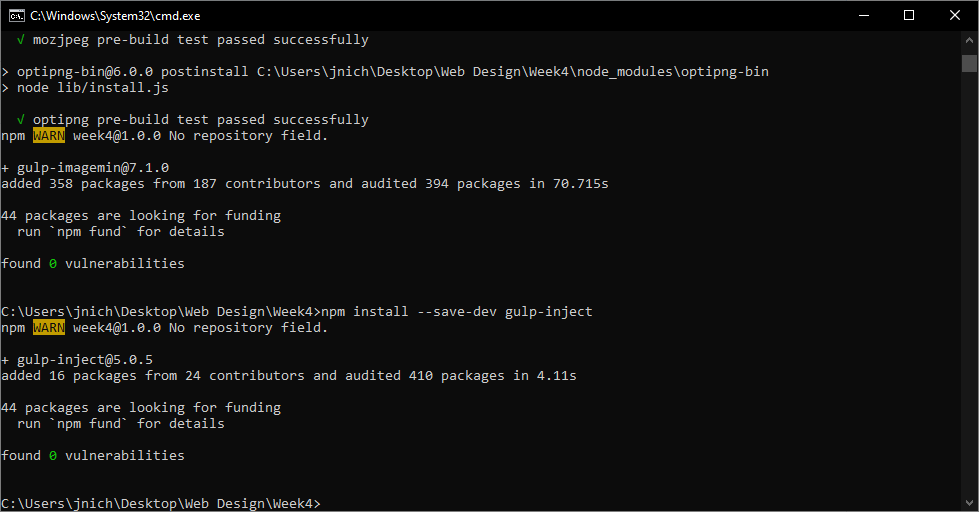 C:\Windows\System32\cmd.exe
√ mozjpeg pre-build test passed successfully
> optipng-bin@6.0.0 postinstall C:\Users\jnich\Desktop\Web Design\Week4\node_modules\optipng-bin
> node lib/install.js
√ optipng pre-build test passed successfully
npm WARN week4@1.0.0 No repository field.
+ gulp-imagemin@7.1.0
added 358 packages from 187 contributors and audited 394 packages in 70.715s
44 packages are looking for funding
run `npm fund` for details
found 0 vulnerabilities
C:\Users\jnich\Desktop\Web Design\Week4>npm install --save-dev gulp-inject
npm WARN week4@1.0.0 No repository field.
+ gulp-inject@5.0.5
added 16 packages from 24 contributors and audited 410 packages in 4.11s
44 packages are looking for funding
run `npm fund` for details
found 0 vulnerabilities
C:\Users\jnich\Desktop\Web Design\Week4>